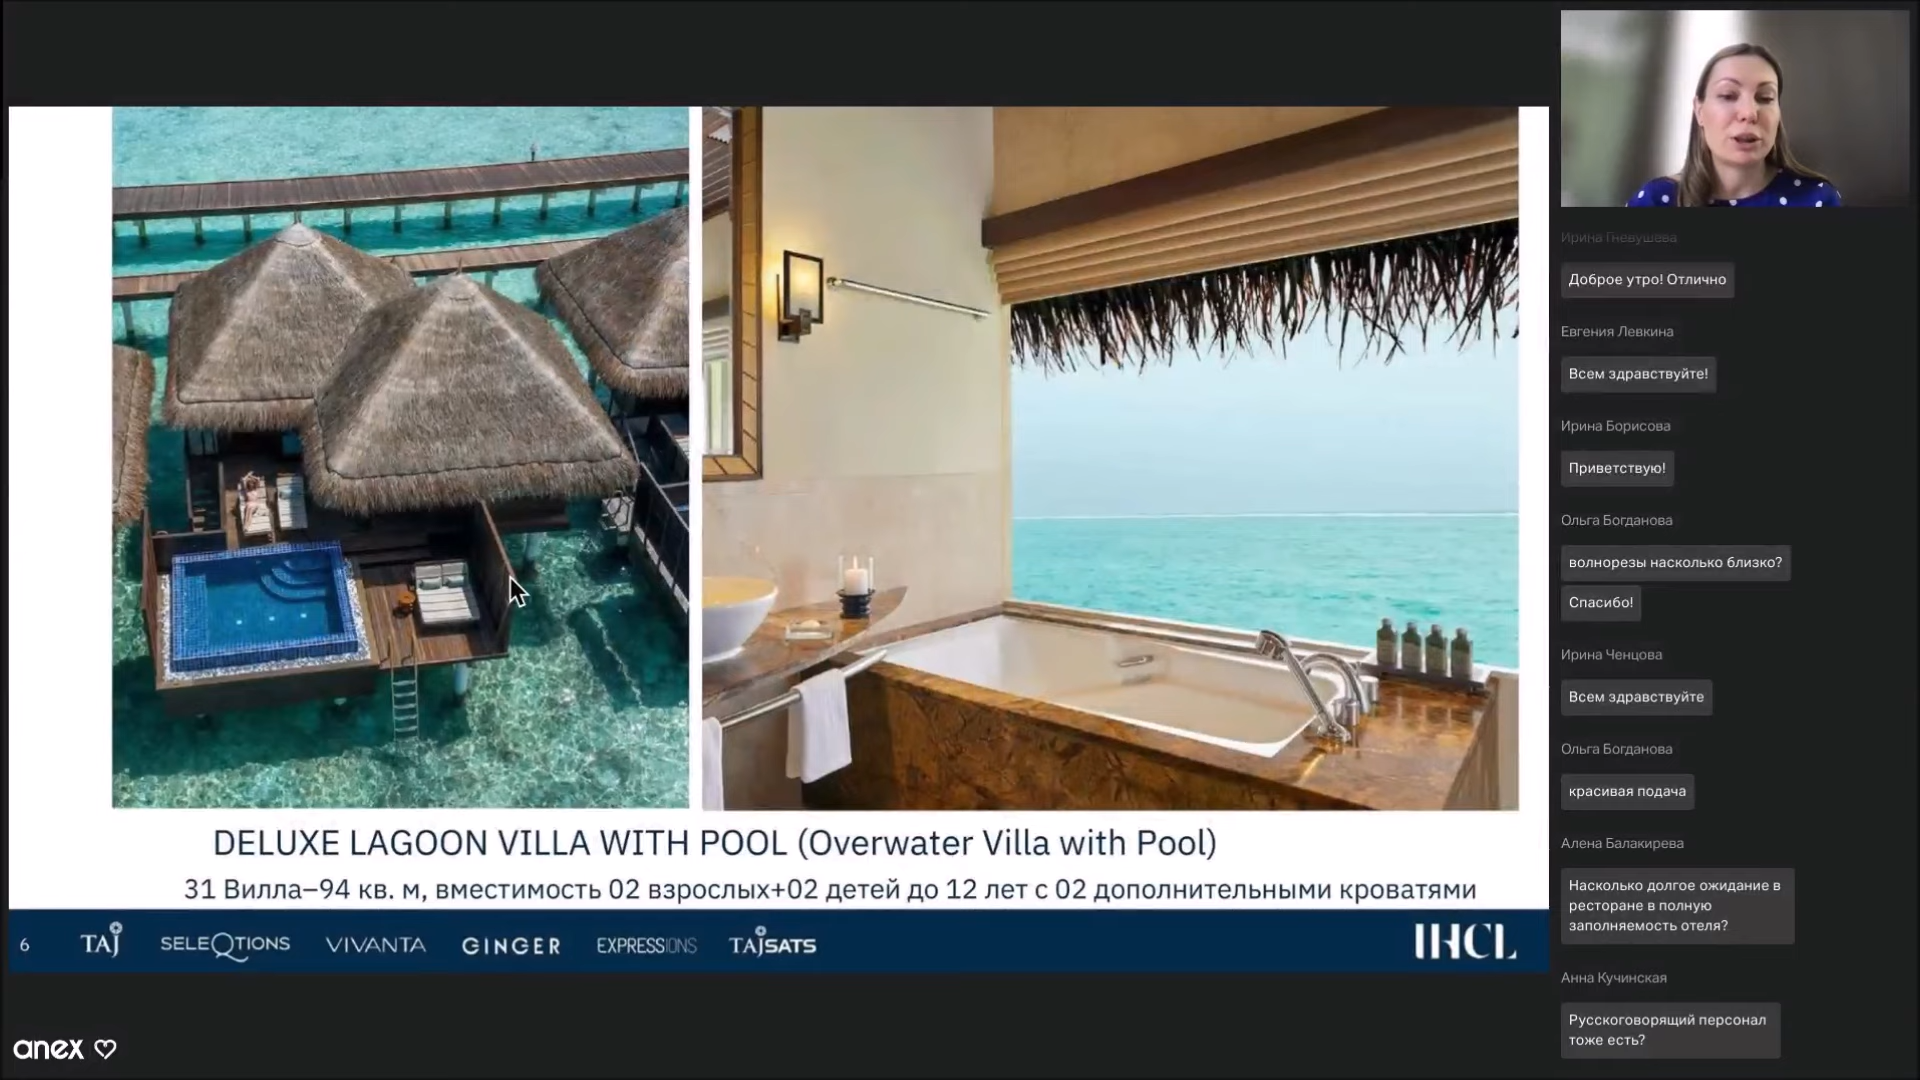 DELUXE LAGOON VILLA WITH POOL (Overwater Villa with Pool)
31 Вилла–94 кв. м, вместимость 02 взрослых+02 детей до 12 лет с 02 дополнительными кроватями
6 TAJ SELEQTIONS VIVANTA GINGER EXPRESSIONS TAJSATS IHCL
anex
Ирина Гневушева
Доброе утро! Отлично
Евгения Левкина
Всем здравствуйте!
Ирина Борисова
Приветствую!
Ольга Богданова
волнорезы насколько близко?
Спасибо!
Ирина Ченцова
Всем здравствуйте
Ольга Богданова
красивая подача
Алена Балакирева
Насколько долгое ожидание в
ресторане в полную
заполняемость отеля?
Анна Кучинская
Русскоговорящий персонал
тоже есть?